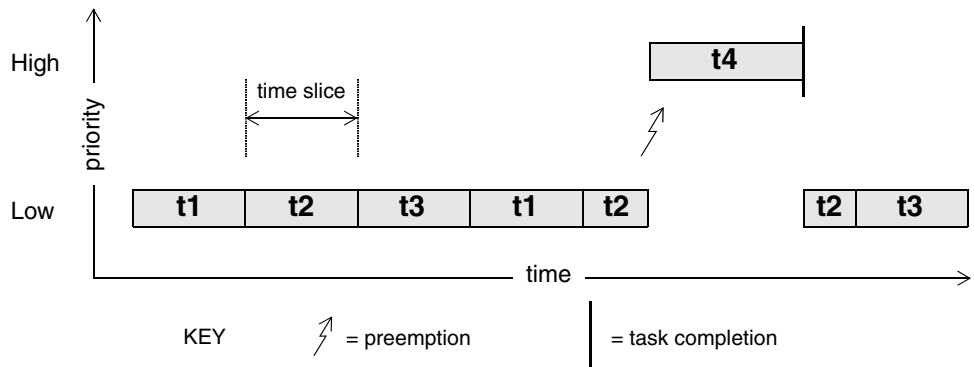 High
t4
time slice
priority
Low
t1 t2 t3 t1 t2 t2 t3
time
KEY = preemption = task completion